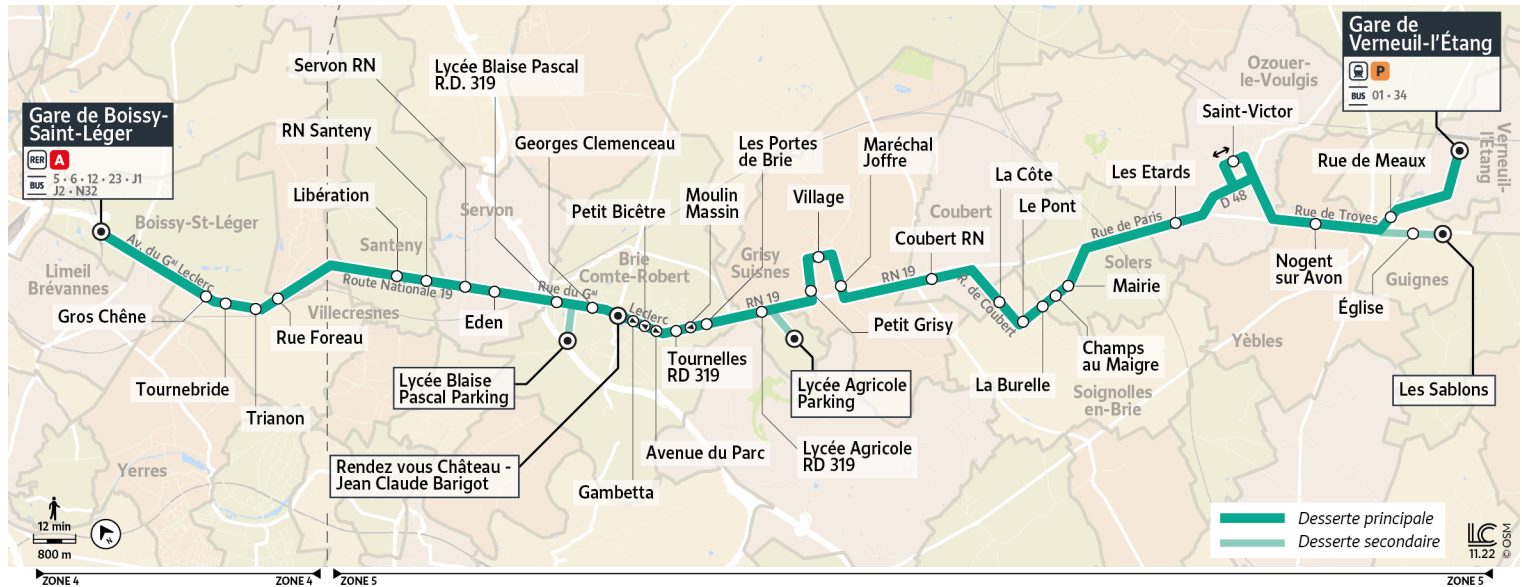 Gare de Boissy-
Saint-Léger
RER A
BUS 5 • 6 • 12 • 23 • J1
J2 • N32
Gare de
Verneuil-l'Étang
P
BUS 01 • 34
Servon RN
Lycée Blaise Pascal
R.D. 319
RN Santeny
Libération
Georges Clemenceau
Petit Bicêtre
Moulin
Massin
Les Portes
de Brie
Village
Maréchal
Joffre
Coubert RN
La Côte
Le Pont
Les Etards
Saint-Victor
Rue de Meaux
Ozouer-
le-Voulgis
Verneuil-
l'Étang
Boissy-St-Léger
Limeil
Brévannes
Villecresnes
Santeny
Servon
Brie
Comte-Robert
Grisy
Suisnes
Coubert
Solers
Soignolles
en-Brie
Yèbles
Guignes
Yerres
Av. du Gal Leclerc
Route Nationale 19
Rue du Gal
Leclerc
RN 19
RN 19
R. de Coubert
Rue de Paris
D 48
Rue de Troyes
Gros Chêne
Tournebride
Trianon
Rue Foreau
Eden
Lycée Blaise
Pascal Parking
Rendez vous Château -
Jean Claude Barigot
Gambetta
Avenue du Parc
Tournelles
RD 319
Lycée Agricole
Parking
Lycée Agricole
RD 319
Petit Grisy
La Burelle
Champs
au Maigre
Mairie
Nogent
sur Avon
Église
Les Sablons
12 min
800 m
N
Desserte principale
Desserte secondaire
LC
11.22
© OSM
ZONE 4
ZONE 4
ZONE 5
ZONE 5